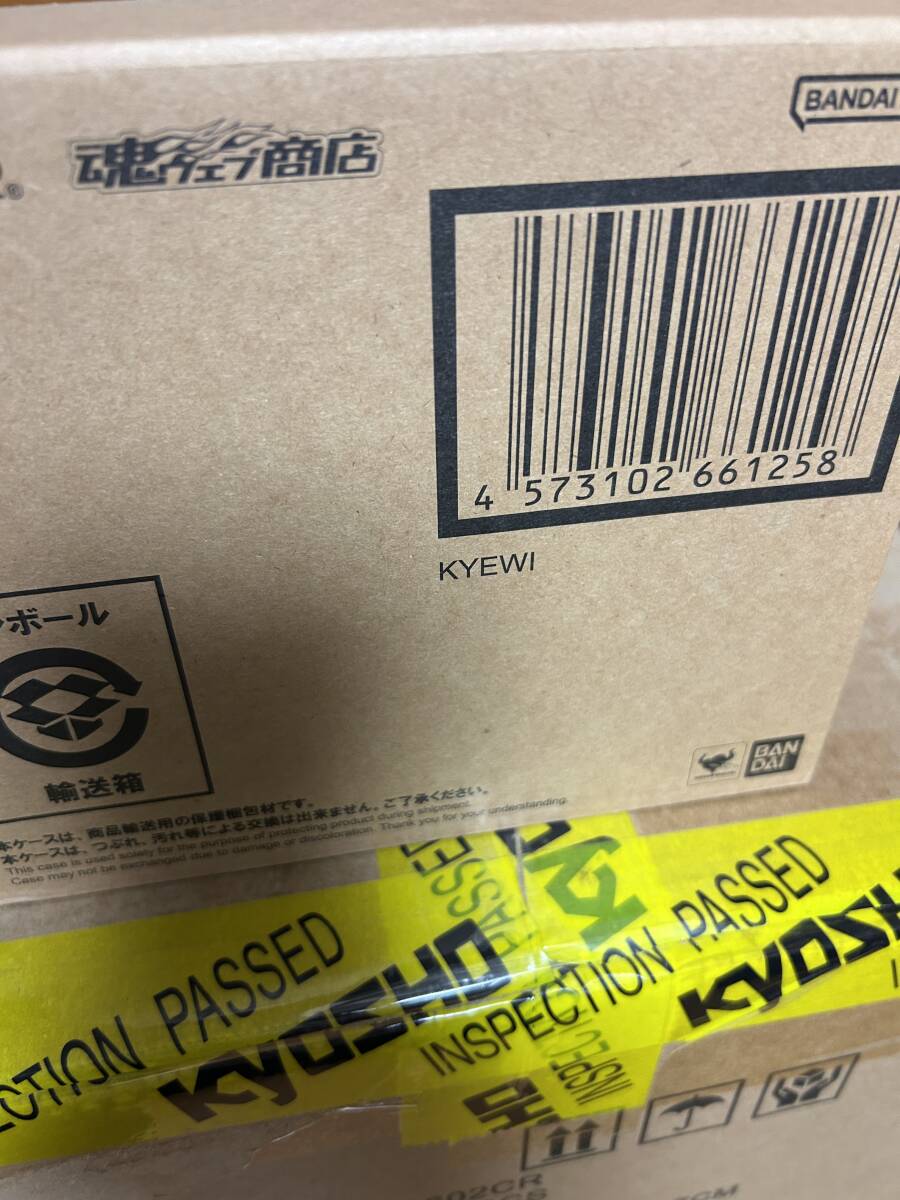 BANDAI
魂ウェブ商店
4 573102 661258
KYEWI
ボール
輸送箱
BAN
DAI
本ケースは、商品輸送用の保護梱包材です。
本ケースは、つぶれ、汚れ等による交換は出来ません。ご了承ください。
This case is used solely for the purpose of protecting product during shipment.
Case may not be exchanged due to damage or discoloration. Thank you for your understanding.
INSPECTION PASSED
KYOSHO
INSPECTION PASSED
KYOSHO